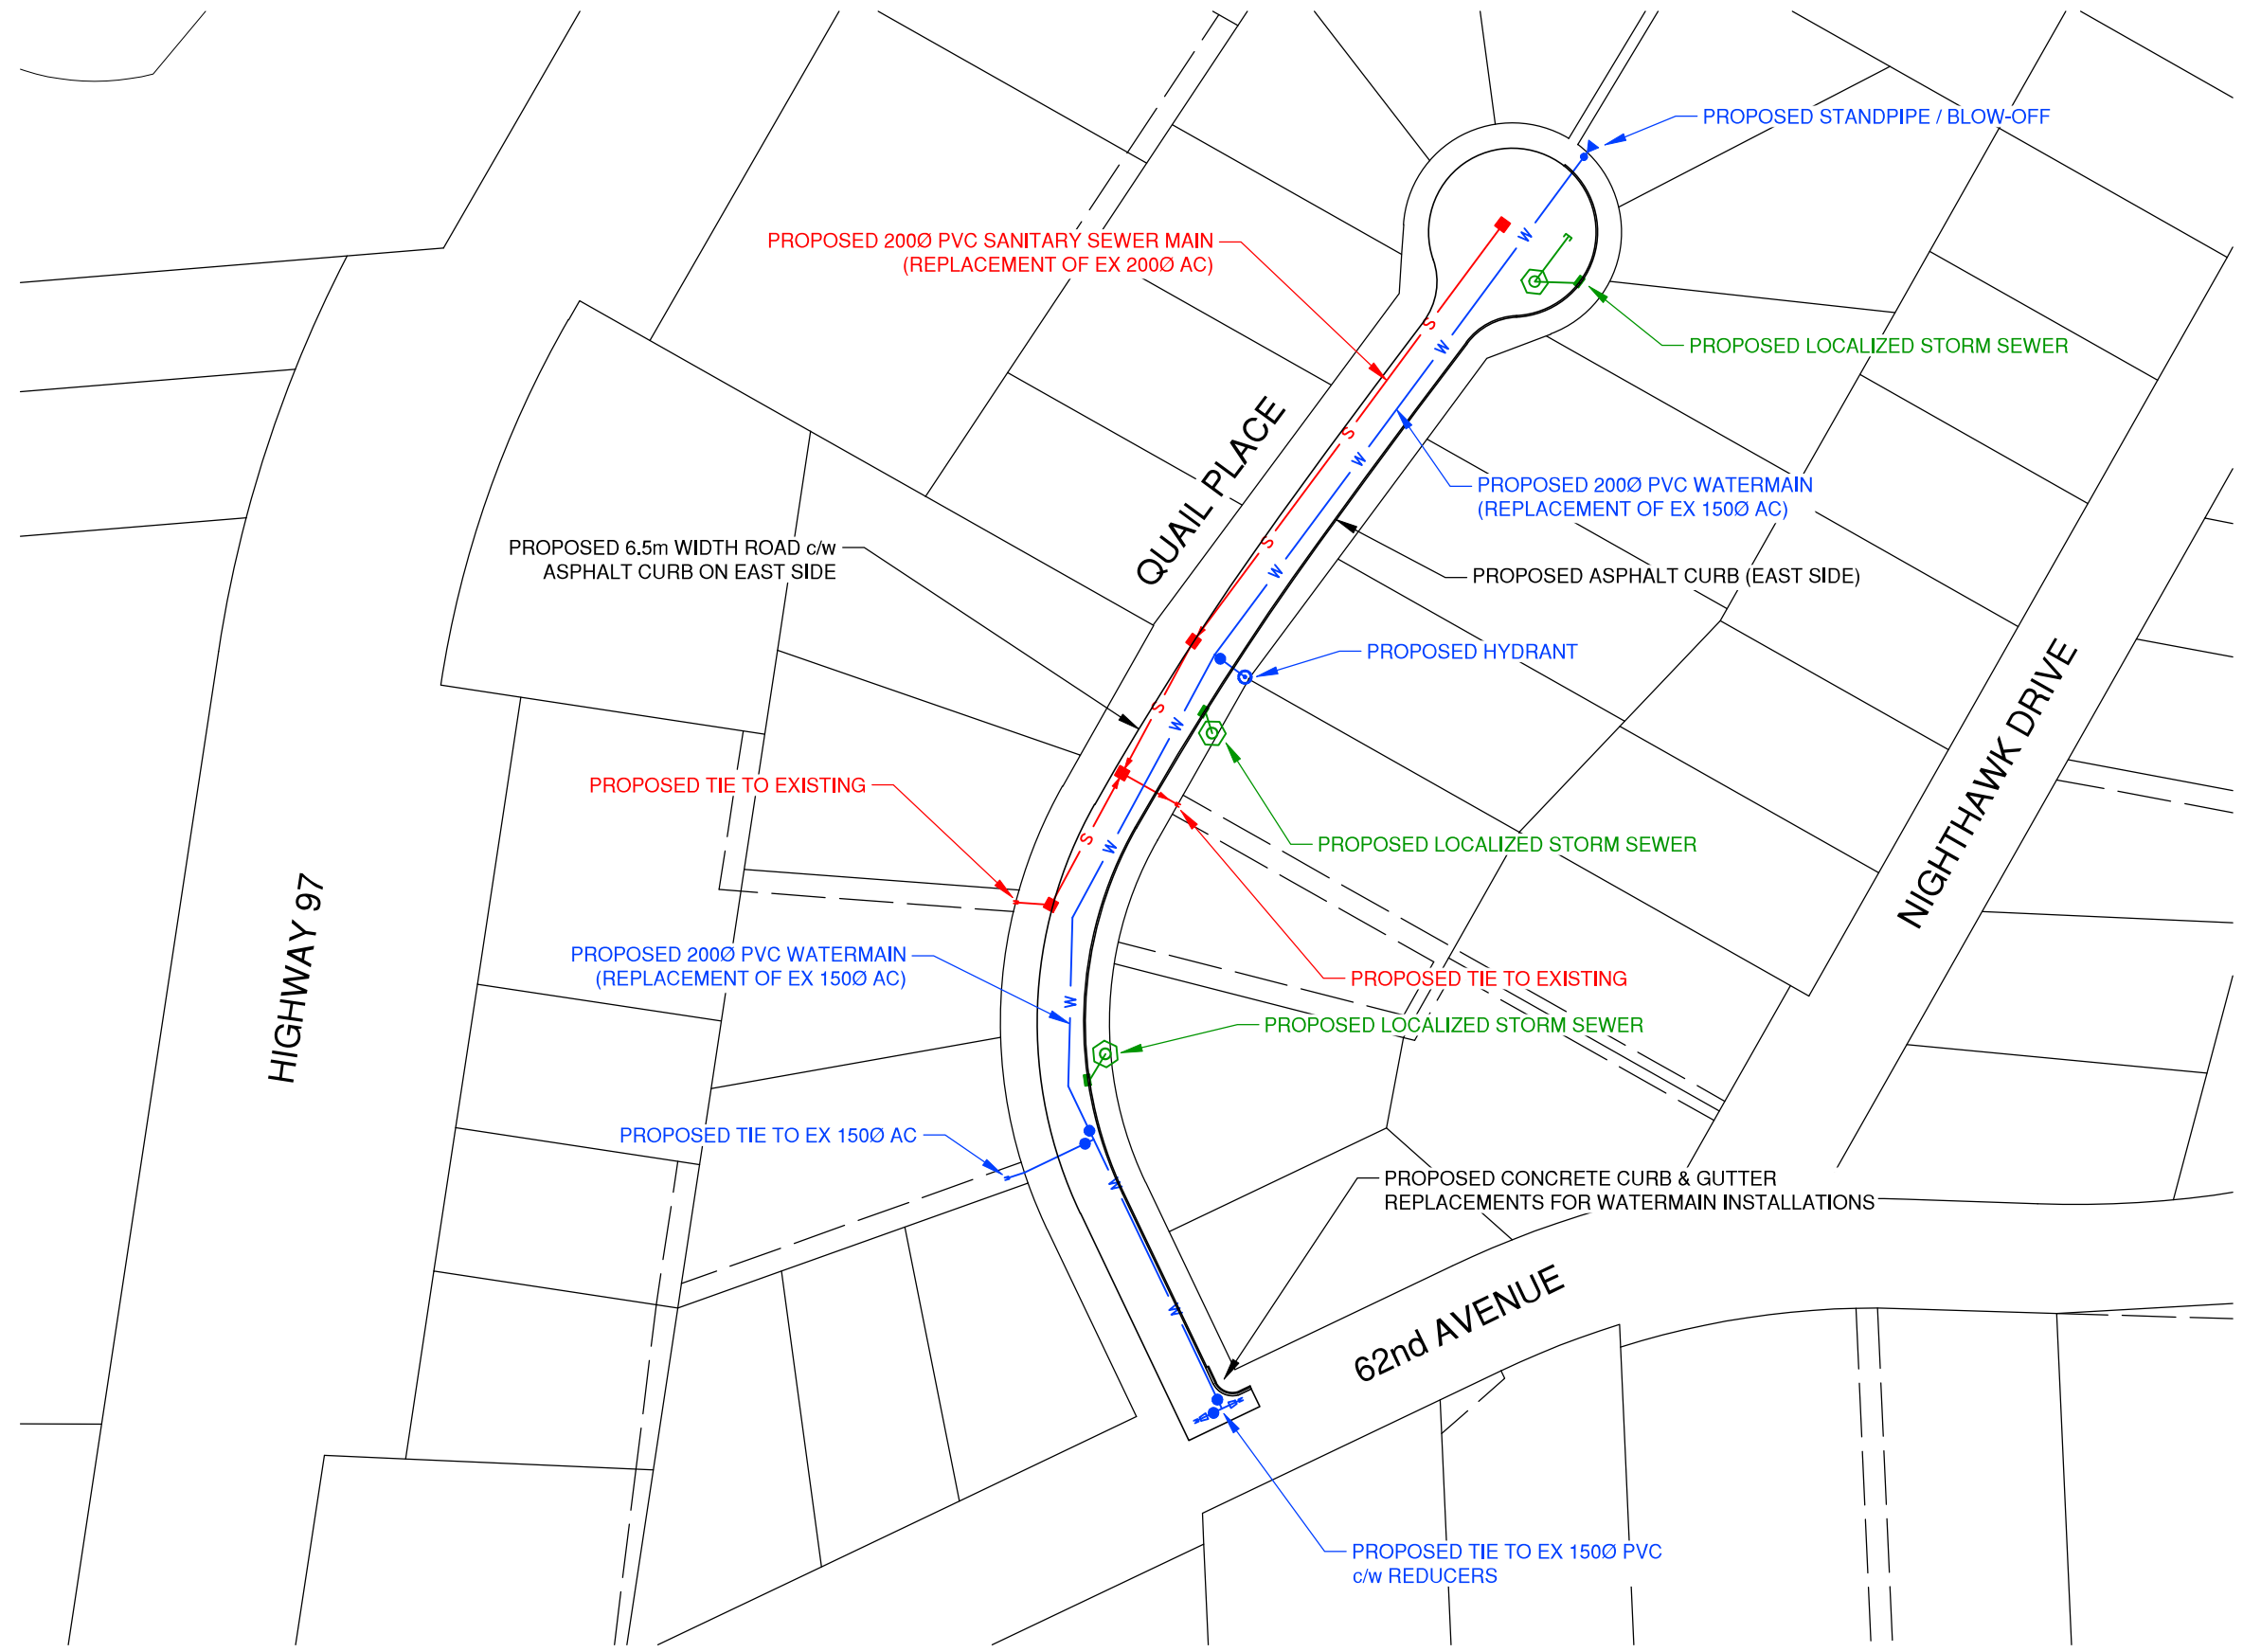 PROPOSED STANDPIPE / BLOW-OFF
PROPOSED 200Ø PVC SANITARY SEWER MAIN
(REPLACEMENT OF EX 200Ø AC)
W
PROPOSED LOCALIZED STORM SEWER
S
W
QUAIL PLACE
S
W
PROPOSED 200Ø PVC WATERMAIN
(REPLACEMENT OF EX 150Ø AC)
PROPOSED 6.5m WIDTH ROAD c/w
ASPHALT CURB ON EAST SIDE
S
W
PROPOSED ASPHALT CURB (EAST SIDE)
PROPOSED HYDRANT
S
W
NIGHTHAWK DRIVE
PROPOSED TIE TO EXISTING
S
W
PROPOSED LOCALIZED STORM SEWER
HIGHWAY 97
PROPOSED 200Ø PVC WATERMAIN
(REPLACEMENT OF EX 150Ø AC)
W
PROPOSED TIE TO EXISTING
PROPOSED LOCALIZED STORM SEWER
PROPOSED TIE TO EX 150Ø AC
W
PROPOSED CONCRETE CURB & GUTTER
REPLACEMENTS FOR WATERMAIN INSTALLATIONS
W
62nd AVENUE
PROPOSED TIE TO EX 150Ø PVC
c/w REDUCERS